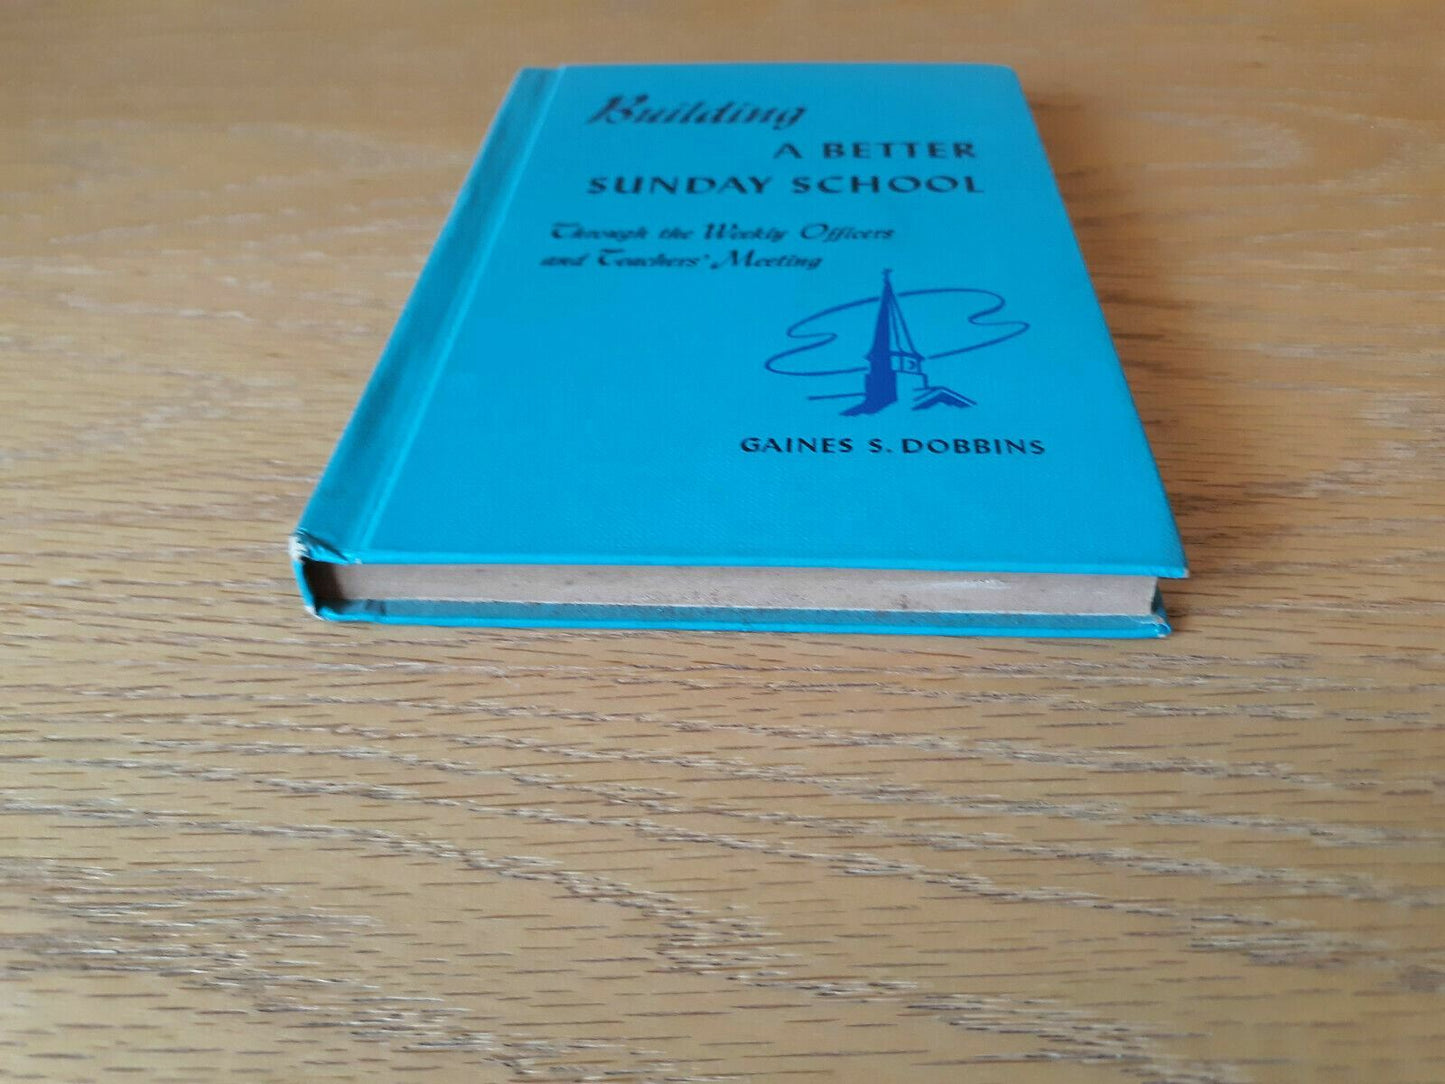 Building
A BETTER
SUNDAY SCHOOL
Through the Weekly Officers
and Teachers' Meeting
GAINES S. DOBBINS